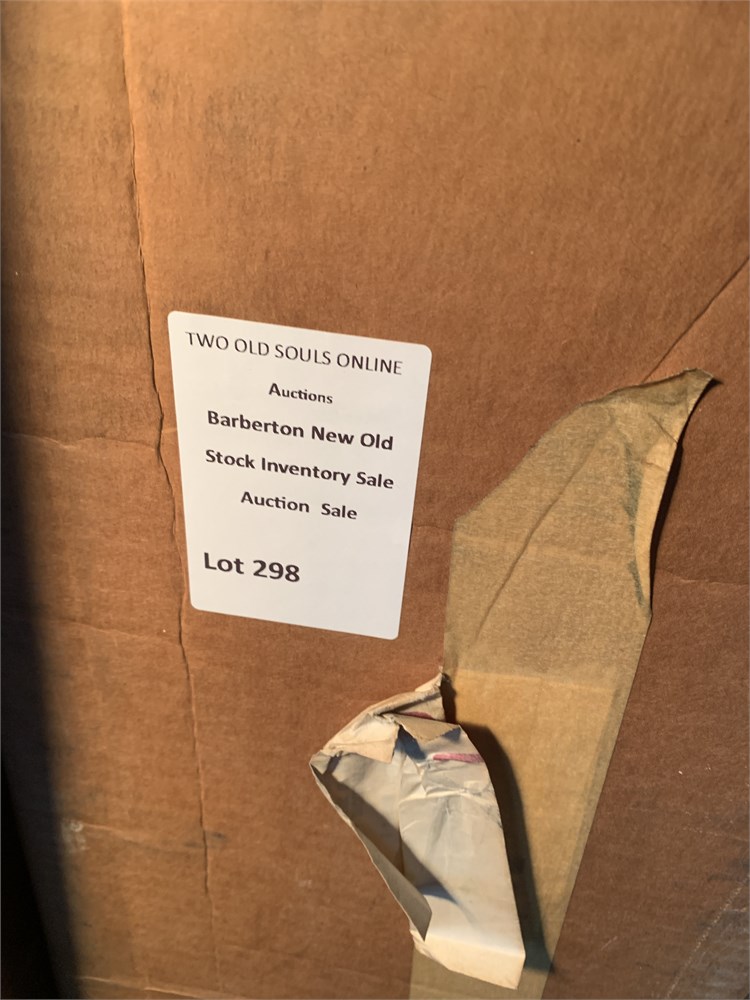 TWO OLD SOULS ONLINE
Auctions
Barberton New Old
Stock Inventory Sale
Auction Sale
Lot 298